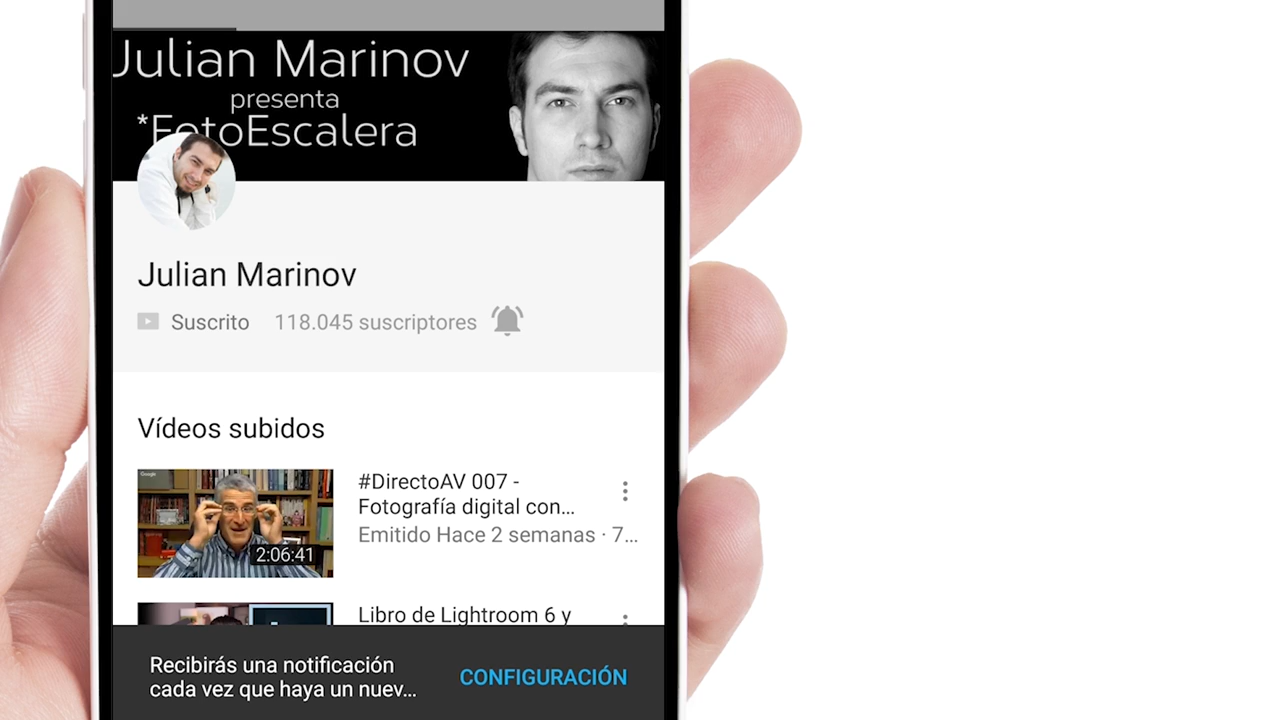 Julian Marinov
presenta
*FotoEscalera
Julian Marinov
Suscrito 118.045 suscriptores
Vídeos subidos
Google
2:06:41
#DirectoAV 007 -
Fotografía digital con...
Emitido Hace 2 semanas · 7...
Libro de Lightroom 6 y
Recibirás una notificación
cada vez que haya un nuev...
CONFIGURACIÓN